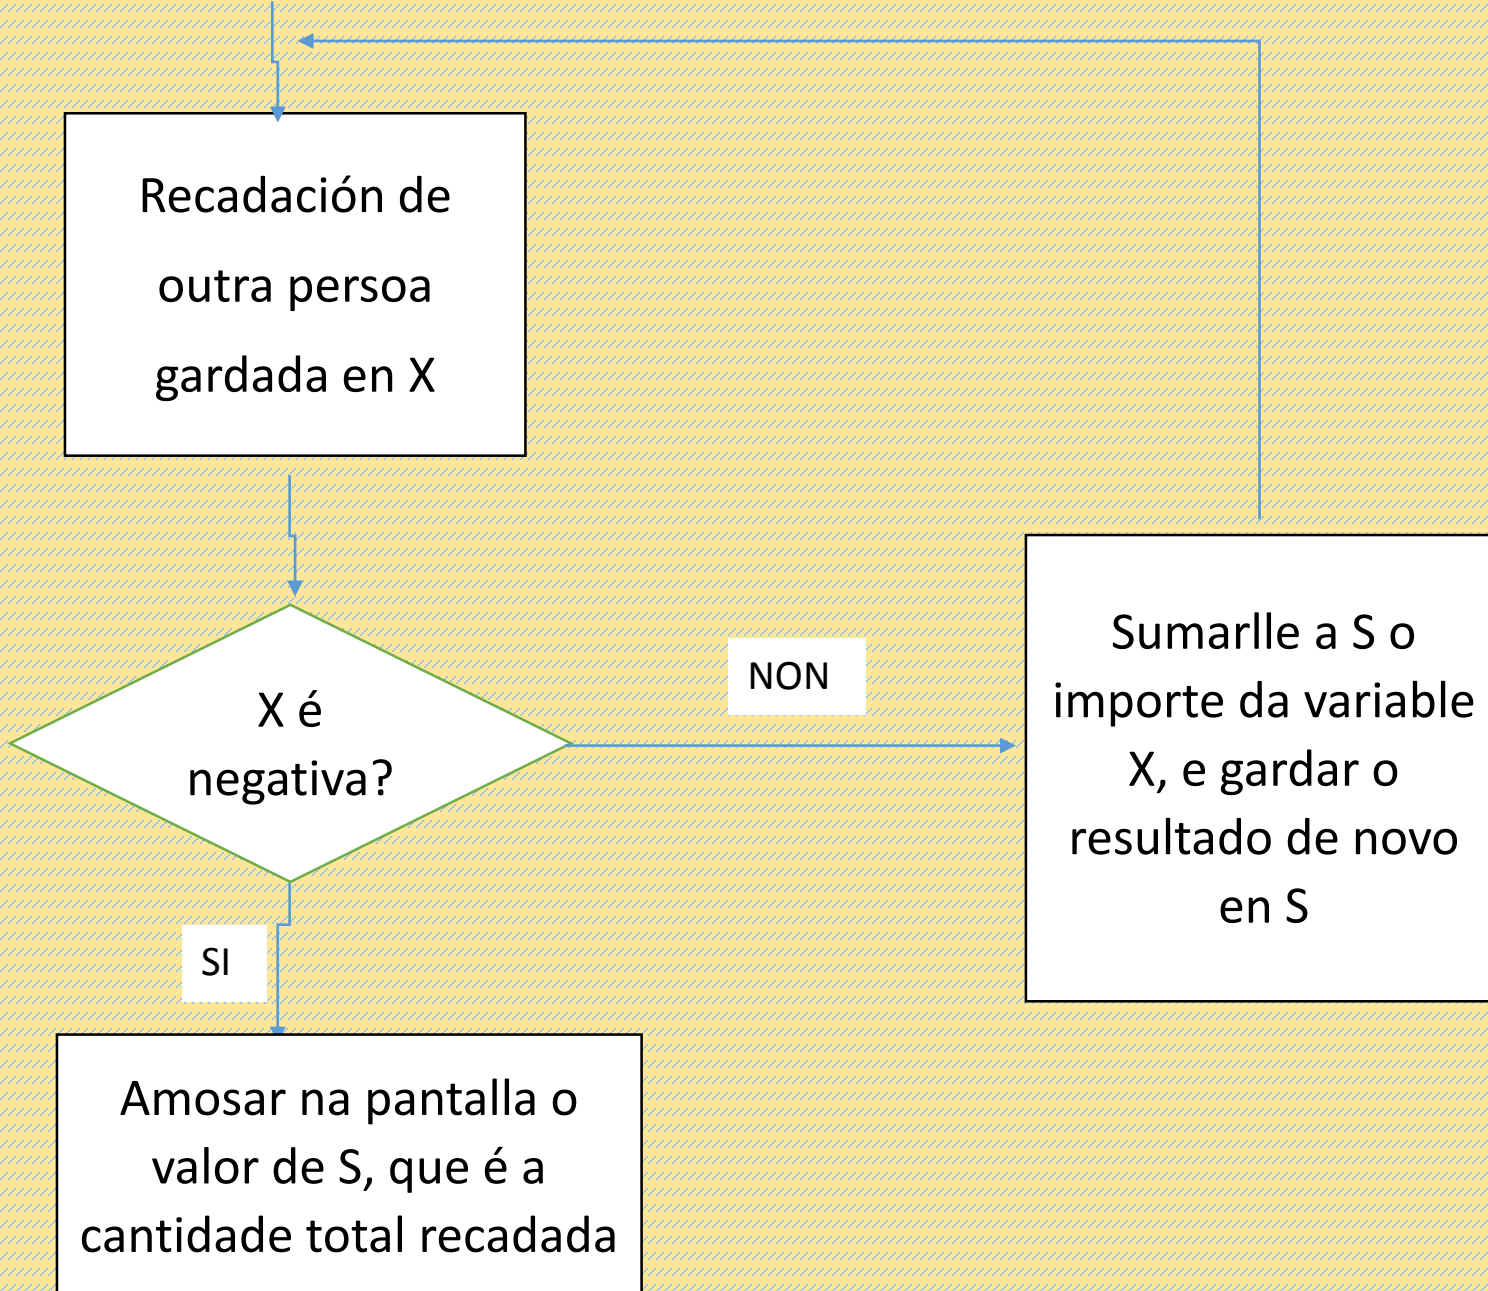 Recadación de
outra persoa
gardada en X
X é
negativa?
NON
Sumarlle a S o
importe da variable
X, e gardar o
resultado de novo
en S
SI
Amosar na pantalla o
valor de S, que é a
cantidade total recadada